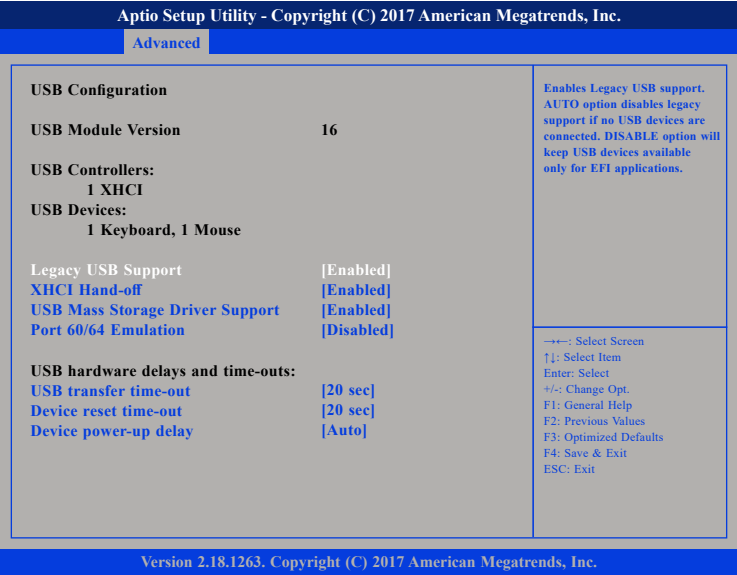 Aptio Setup Utility - Copyright (C) 2017 American Megatrends, Inc.
Advanced
USB Configuration
USB Module Version 16
USB Controllers:
1 XHCI
USB Devices:
1 Keyboard, 1 Mouse
Legacy USB Support [Enabled]
XHCI Hand-off [Enabled]
USB Mass Storage Driver Support [Enabled]
Port 60/64 Emulation [Disabled]
USB hardware delays and time-outs:
USB transfer time-out [20 sec]
Device reset time-out [20 sec]
Device power-up delay [Auto]
Enables Legacy USB support.
AUTO option disables legacy
support if no USB devices are
connected. DISABLE option will
keep USB devices available
only for EFI applications.
→←: Select Screen
↑↓: Select Item
Enter: Select
+/-: Change Opt.
F1: General Help
F2: Previous Values
F3: Optimized Defaults
F4: Save & Exit
ESC: Exit
Version 2.18.1263. Copyright (C) 2017 American Megatrends, Inc.